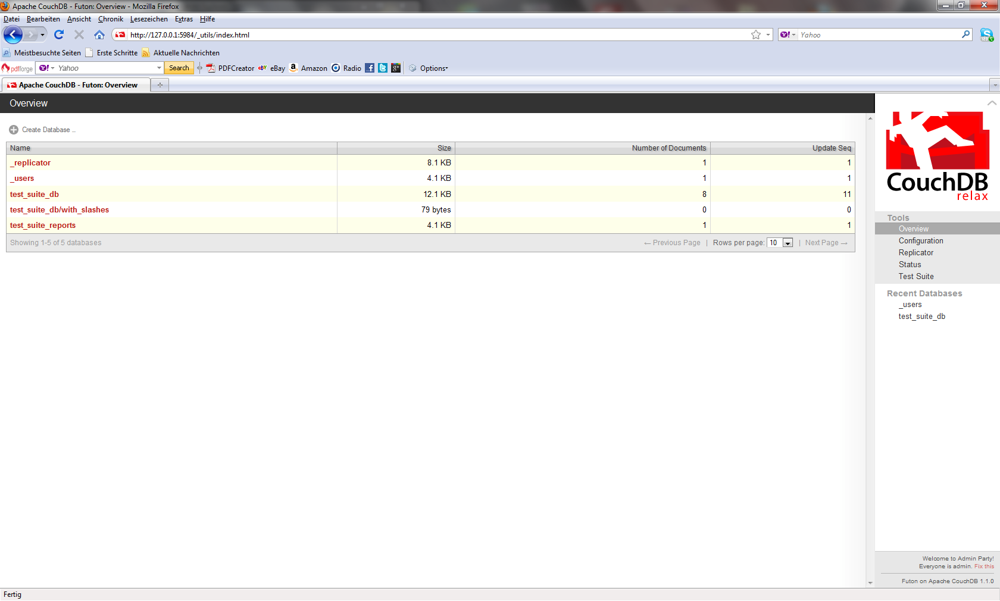 Apache CouchDB - Futon: Overview - Mozilla Firefox
Datei Bearbeiten Ansicht Chronik Lesezeichen Extras Hilfe
http://127.0.0.1:5984/_utils/index.html Y! Yahoo
Meistbesuchte Seiten Erste Schritte Aktuelle Nachrichten
pdfforge Y! Yahoo Search PDFCreator ebY eBay a Amazon Radio f t g+ Options
Apache CouchDB - Futon: Overview
Overview
Create Database ...
Name Size Number of Documents Update Seq
_replicator 8.1 KB 1 1
_users 4.1 KB 1 1
test_suite_db 12.1 KB 8 11
test_suite_db/with_slashes 79 bytes 0 0
test_suite_reports 4.1 KB 1 1
Showing 1-5 of 5 databases ← Previous Page | Rows per page: 10 | Next Page →
CouchDB
relax
Tools
Overview
Configuration
Replicator
Status
Test Suite
Recent Databases
_users
test_suite_db
Welcome to Admin Party!
Everyone is admin. Fix this
Futon on Apache CouchDB 1.1.0
Fertig